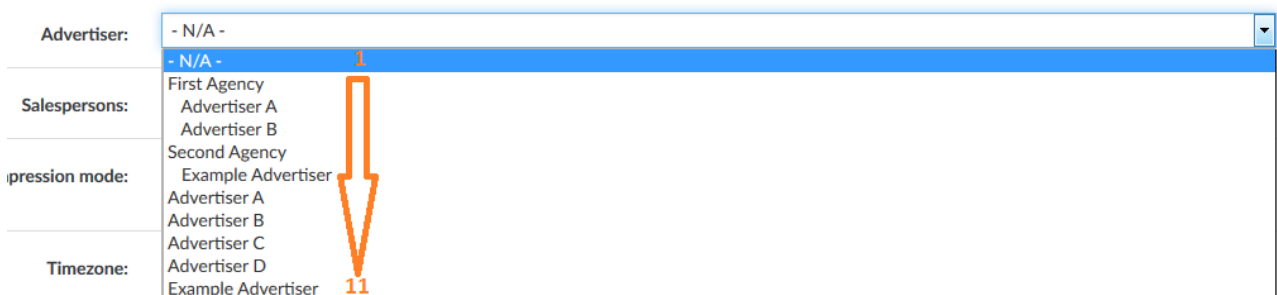 Advertiser: - N/A -
- N/A - 1
First Agency
Salespersons: Advertiser A
Advertiser B
Second Agency
pression mode: Example Advertiser
Advertiser A
Advertiser B
Advertiser C
Timezone: Advertiser D
Example Advertiser 11